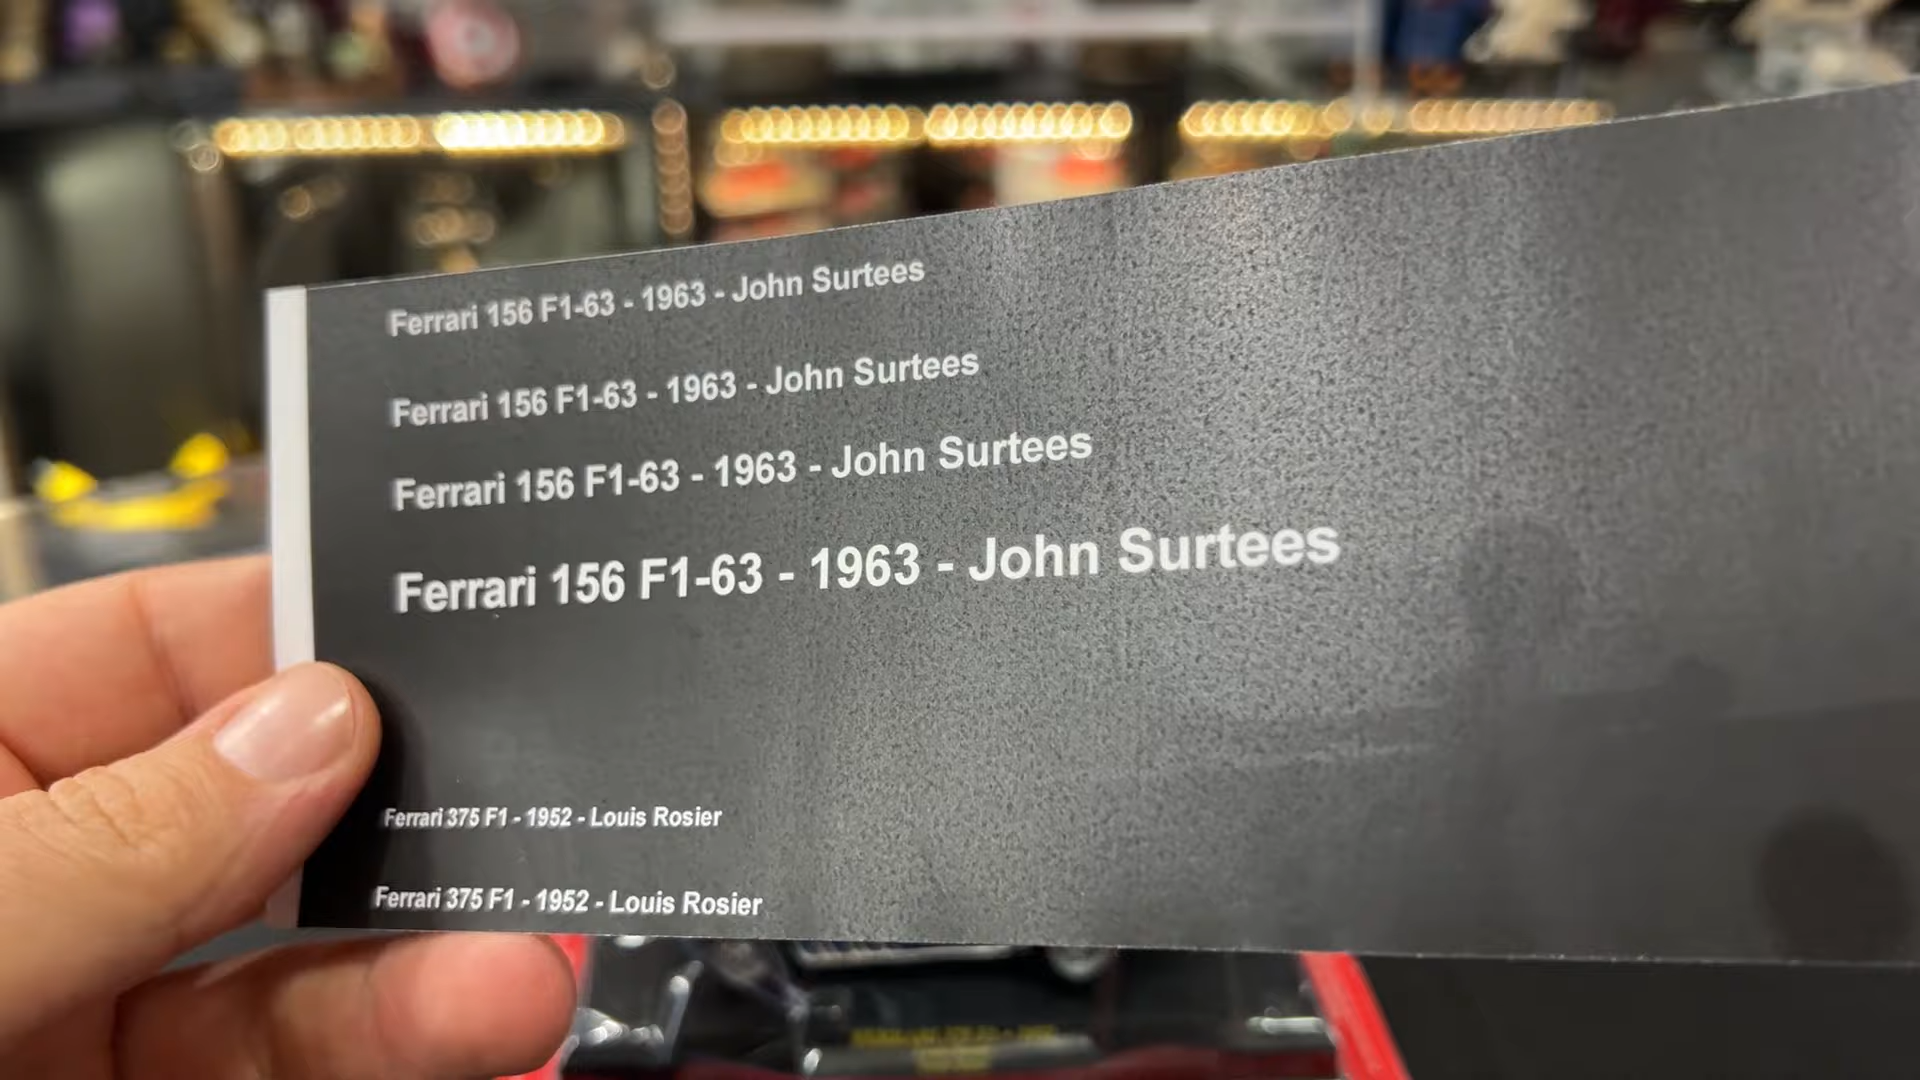 Ferrari 156 F1-63 - 1963 - John Surtees
Ferrari 156 F1-63 - 1963 - John Surtees
Ferrari 156 F1-63 - 1963 - John Surtees
Ferrari 156 F1-63 - 1963 - John Surtees
Ferrari 375 F1 - 1952 - Louis Rosier
Ferrari 375 F1 - 1952 - Louis Rosier